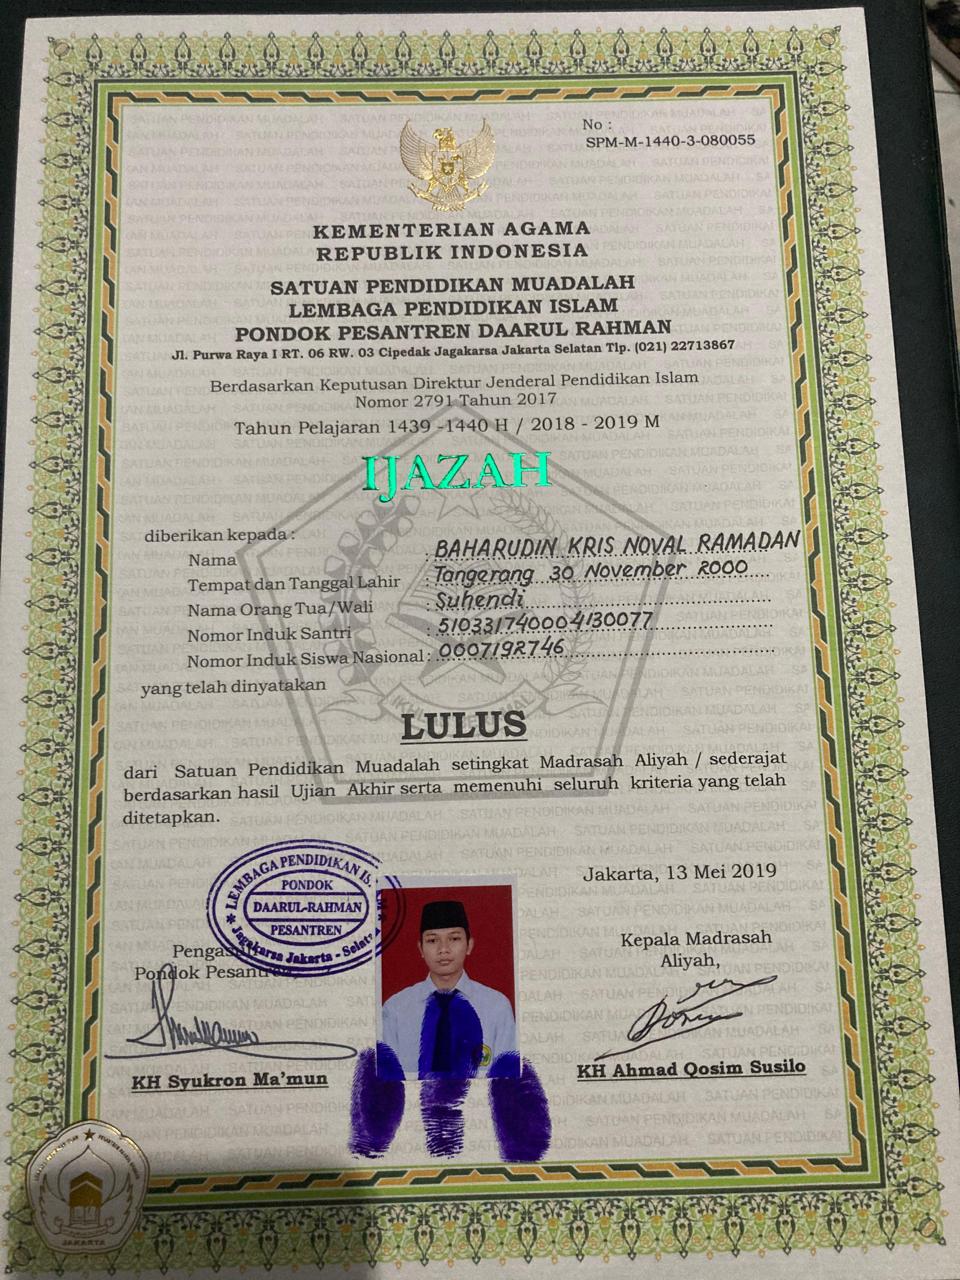 No :
SPM-M-1440-3-080055
KEMENTERIAN AGAMA
REPUBLIK INDONESIA
SATUAN PENDIDIKAN MUADALAH
LEMBAGA PENDIDIKAN ISLAM
PONDOK PESANTREN DAARUL RAHMAN
Jl. Purwa Raya I RT. 06 RW. 03 Cipedak Jagakarsa Jakarta Selatan Tlp. (021) 22713867
Berdasarkan Keputusan Direktur Jenderal Pendidikan Islam
Nomor 2791 Tahun 2017
Tahun Pelajaran 1439 -1440 H / 2018 - 2019 M
IJAZAH
diberikan kepada :
Nama : BAHARUDIN KRIS NOVAL RAMADAN
Tempat dan Tanggal Lahir : Tangerang 30 November 2000
Nama Orang Tua/Wali : Suhendi
Nomor Induk Santri : 510331740004130077
Nomor Induk Siswa Nasional : 0007192746
yang telah dinyatakan
LULUS
dari Satuan Pendidikan Muadalah setingkat Madrasah Aliyah / sederajat
berdasarkan hasil Ujian Akhir serta memenuhi seluruh kriteria yang telah
ditetapkan.
Jakarta, 13 Mei 2019
LEMBAGA PENDIDIKAN
PONDOK
DAARUL-RAHMAN
PESANTREN
Jagakarsa Jakarta - Selatan
Pondok
Kepala Madrasah
Aliyah,
KH Syukron Ma'mun
KH Ahmad Qosim Susilo
JAKARTA